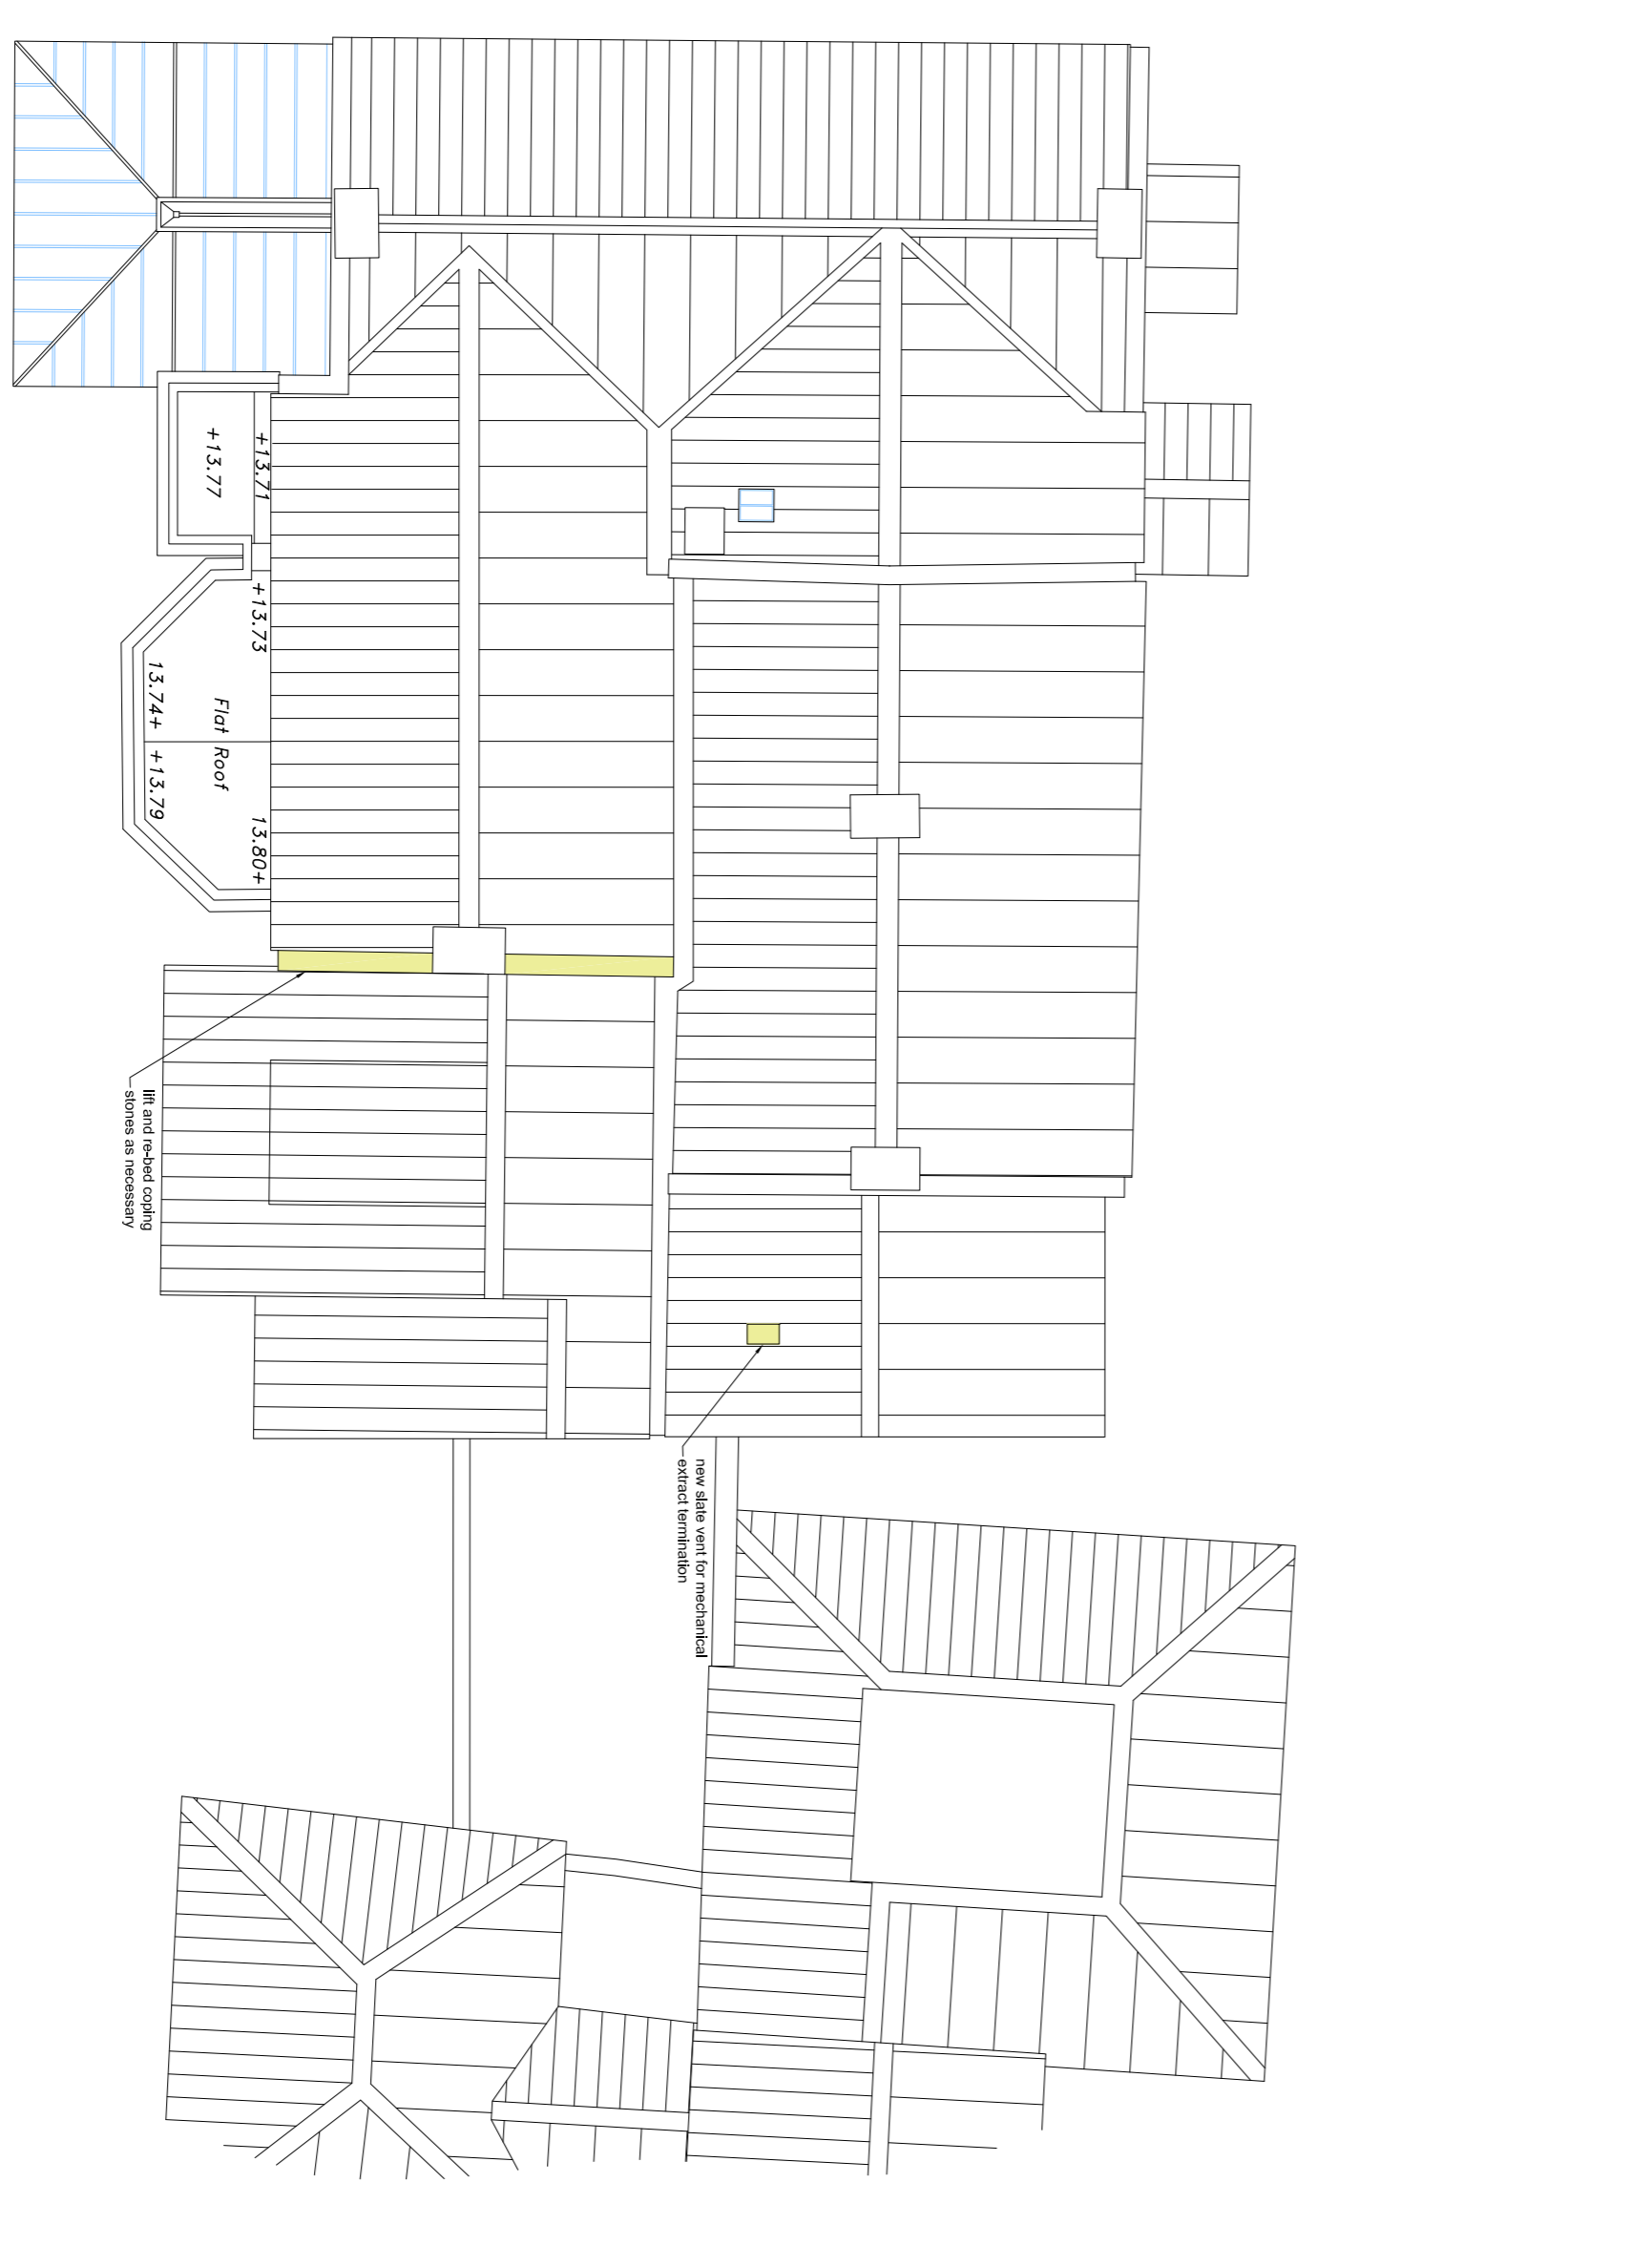 +13.71
+13.77
+13.73
Flat Roof
13.74+ +13.79
13.80+
lift and re-bed coping
stones as necessary
new slate vent for mechanical
extract termination